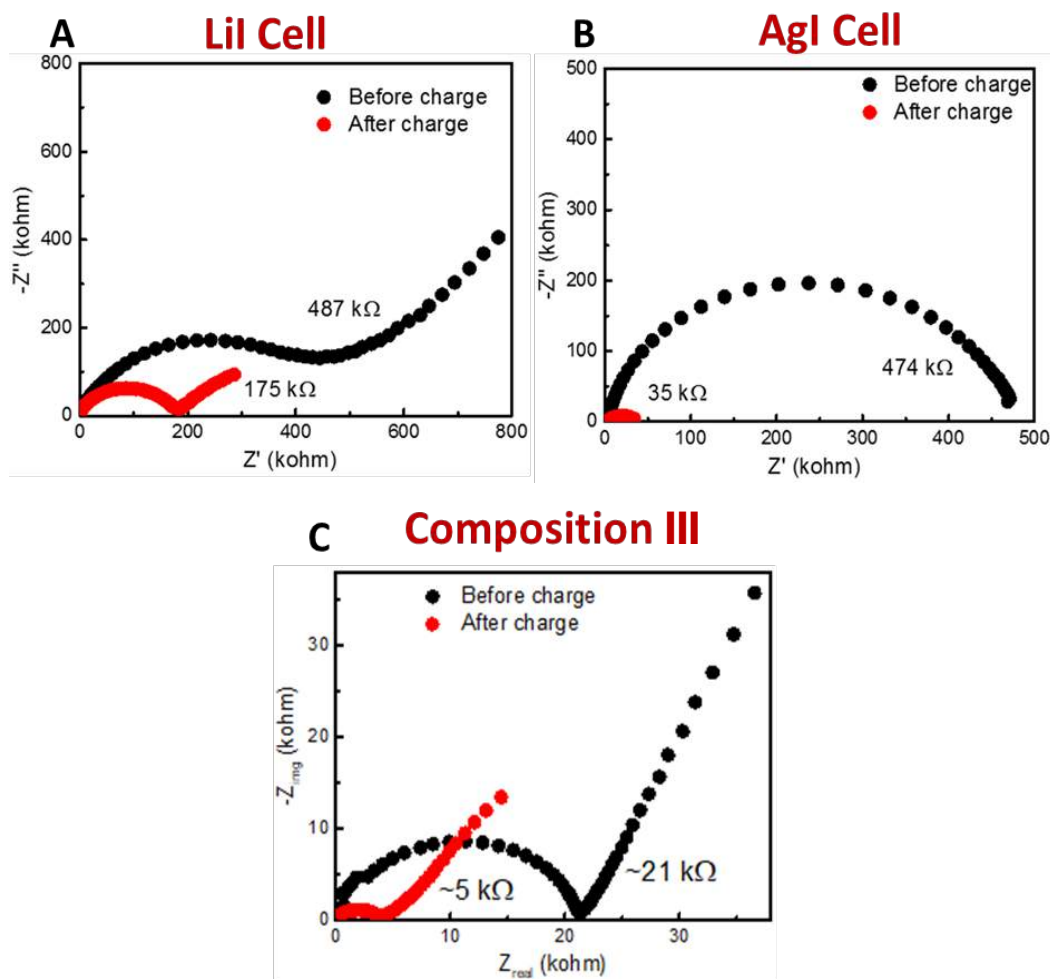 A
LiI Cell
800
600
400
200
0
-Z" (kohm)
Before charge
After charge
487 kΩ
175 kΩ
0 200 400 600 800
Z' (kohm)
B
AgI Cell
500
400
300
200
100
0
-Z" (kohm)
Before charge
After charge
35 kΩ
474 kΩ
0 100 200 300 400 500
Z' (kohm)
C
Composition III
30
20
10
0
-Zimg (kohm)
Before charge
After charge
~5 kΩ
~21 kΩ
0 10 20 30
Zreal (kohm)